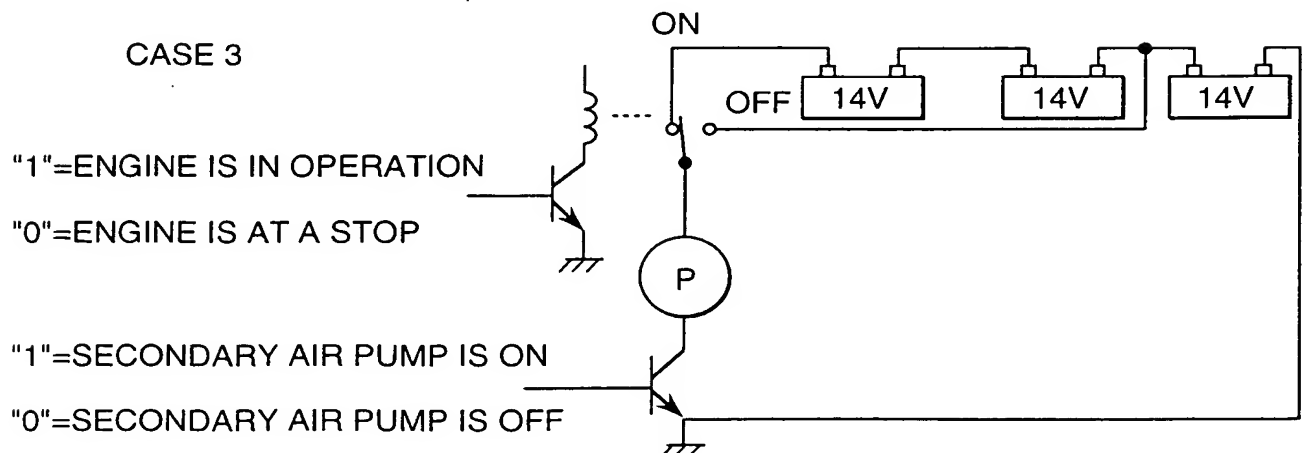 ON
CASE 3
OFF
14V 14V 14V
"1"=ENGINE IS IN OPERATION
"0"=ENGINE IS AT A STOP
P
"1"=SECONDARY AIR PUMP IS ON
"0"=SECONDARY AIR PUMP IS OFF